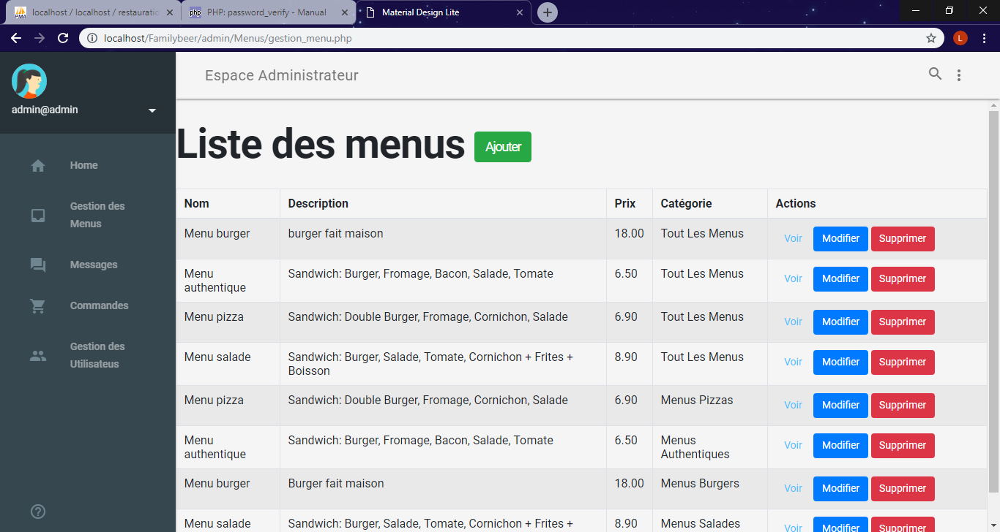 localhost / localhost / restauratio
PHP: password_verify - Manual
Material Design Lite
localhost/Familybeer/admin/Menus/gestion_menu.php
L
admin@admin
Espace Administrateur
Home
Gestion des
Menus
Messages
Commandes
Gestion des
Utilisateus
Liste des menus Ajouter
Nom Description Prix Catégorie Actions
Menu burger burger fait maison 18.00 Tout Les Menus Voir Modifier Supprimer
Menu Sandwich: Burger, Fromage, Bacon, Salade, Tomate 6.50 Tout Les Menus Voir Modifier Supprimer
authentique
Menu pizza Sandwich: Double Burger, Fromage, Cornichon, Salade 6.90 Tout Les Menus Voir Modifier Supprimer
Menu salade Sandwich: Burger, Salade, Tomate, Cornichon + Frites + 8.90 Tout Les Menus Voir Modifier Supprimer
Boisson
Menu pizza Sandwich: Double Burger, Fromage, Cornichon, Salade 6.90 Menus Pizzas Voir Modifier Supprimer
Menu Sandwich: Burger, Fromage, Bacon, Salade, Tomate 6.50 Menus Voir Modifier Supprimer
authentique Authentiques
Menu burger Burger fait maison 18.00 Menus Burgers Voir Modifier Supprimer
Menu salade Sandwich: Burger, Salade, Tomate, Cornichon + Frites + 8.90 Menus Salades Voir Modifier Supprimer